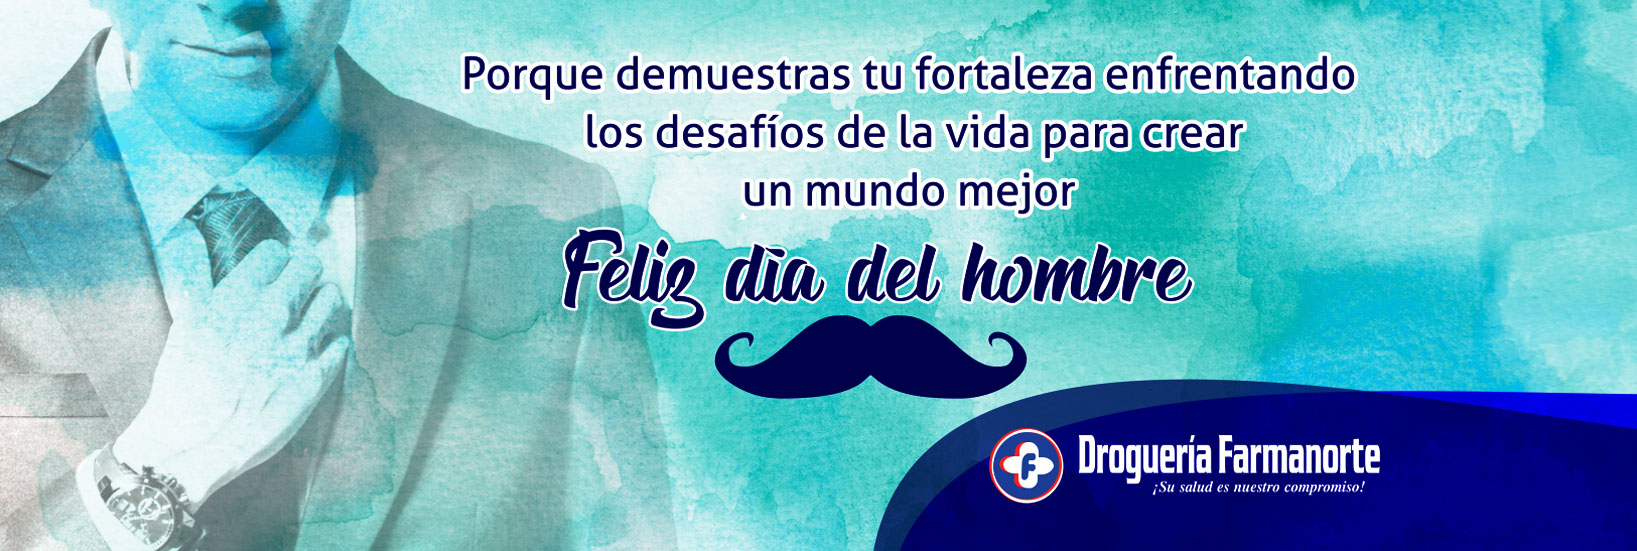 Porque demuestras tu fortaleza enfrentando
los desafíos de la vida para crear
un mundo mejor
Feliz día del hombre
F
Droguería Farmanorte
¡Su salud es nuestro compromiso!